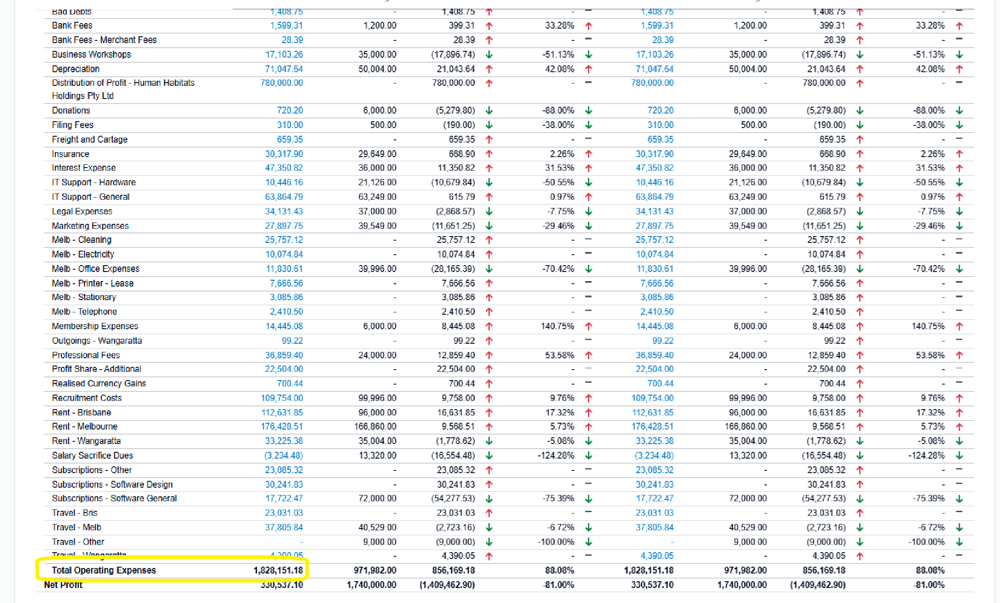 Bad Debts 1,408.75 - 1,408.75 ↑ - – 1,408.75 - 1,408.75 ↑ - –
Bank Fees 1,599.31 1,200.00 399.31 ↑ 33.28% ↑ 1,599.31 1,200.00 399.31 ↑ 33.28% ↑
Bank Fees - Merchant Fees 28.39 - 28.39 ↑ - – 28.39 - 28.39 ↑ - –
Business Workshops 17,103.26 35,000.00 (17,896.74) ↓ -51.13% ↓ 17,103.26 35,000.00 (17,896.74) ↓ -51.13% ↓
Depreciation 71,047.64 50,004.00 21,043.64 ↑ 42.08% ↑ 71,047.64 50,004.00 21,043.64 ↑ 42.08% ↑
Distribution of Profit - Human Habitats 780,000.00 - 780,000.00 ↑ - – 780,000.00 - 780,000.00 ↑ - –
Holdings Pty Ltd
Donations 720.20 6,000.00 (5,279.80) ↓ -88.00% ↓ 720.20 6,000.00 (5,279.80) ↓ -88.00% ↓
Filing Fees 310.00 500.00 (190.00) ↓ -38.00% ↓ 310.00 500.00 (190.00) ↓ -38.00% ↓
Freight and Cartage 659.35 - 659.35 ↑ - – 659.35 - 659.35 ↑ - –
Insurance 30,317.90 29,649.00 668.90 ↑ 2.26% ↑ 30,317.90 29,649.00 668.90 ↑ 2.26% ↑
Interest Expense 47,350.82 36,000.00 11,350.82 ↑ 31.53% ↑ 47,350.82 36,000.00 11,350.82 ↑ 31.53% ↑
IT Support - Hardware 10,446.16 21,126.00 (10,679.84) ↓ -50.55% ↓ 10,446.16 21,126.00 (10,679.84) ↓ -50.55% ↓
IT Support - General 63,864.79 63,249.00 615.79 ↑ 0.97% ↑ 63,864.79 63,249.00 615.79 ↑ 0.97% ↑
Legal Expenses 34,131.43 37,000.00 (2,868.57) ↓ -7.75% ↓ 34,131.43 37,000.00 (2,868.57) ↓ -7.75% ↓
Marketing Expenses 27,897.75 39,549.00 (11,651.25) ↓ -29.46% ↓ 27,897.75 39,549.00 (11,651.25) ↓ -29.46% ↓
Melb - Cleaning 25,757.12 - 25,757.12 ↑ - – 25,757.12 - 25,757.12 ↑ - –
Melb - Electricity 10,074.84 - 10,074.84 ↑ - – 10,074.84 - 10,074.84 ↑ - –
Melb - Office Expenses 11,830.61 39,996.00 (28,165.39) ↓ -70.42% ↓ 11,830.61 39,996.00 (28,165.39) ↓ -70.42% ↓
Melb - Printer - Lease 7,666.56 - 7,666.56 ↑ - – 7,666.56 - 7,666.56 ↑ - –
Melb - Stationary 3,085.86 - 3,085.86 ↑ - – 3,085.86 - 3,085.86 ↑ - –
Melb - Telephone 2,410.50 - 2,410.50 ↑ - – 2,410.50 - 2,410.50 ↑ - –
Membership Expenses 14,445.08 6,000.00 8,445.08 ↑ 140.75% ↑ 14,445.08 6,000.00 8,445.08 ↑ 140.75% ↑
Outgoings - Wangaratta 99.22 - 99.22 ↑ - – 99.22 - 99.22 ↑ - –
Professional Fees 36,859.40 24,000.00 12,859.40 ↑ 53.58% ↑ 36,859.40 24,000.00 12,859.40 ↑ 53.58% ↑
Profit Share - Additional 22,504.00 - 22,504.00 ↑ - – 22,504.00 - 22,504.00 ↑ - –
Realised Currency Gains 700.44 - 700.44 ↑ - – 700.44 - 700.44 ↑ - –
Recruitment Costs 109,754.00 99,996.00 9,758.00 ↑ 9.76% ↑ 109,754.00 99,996.00 9,758.00 ↑ 9.76% ↑
Rent - Brisbane 112,631.85 96,000.00 16,631.85 ↑ 17.32% ↑ 112,631.85 96,000.00 16,631.85 ↑ 17.32% ↑
Rent - Melbourne 176,428.51 166,860.00 9,568.51 ↑ 5.73% ↑ 176,428.51 166,860.00 9,568.51 ↑ 5.73% ↑
Rent - Wangaratta 33,225.38 35,004.00 (1,778.62) ↓ -5.08% ↓ 33,225.38 35,004.00 (1,778.62) ↓ -5.08% ↓
Salary Sacrifice Dues (3,234.48) 13,320.00 (16,554.48) ↓ -124.28% ↓ (3,234.48) 13,320.00 (16,554.48) ↓ -124.28% ↓
Subscriptions - Other 23,085.32 - 23,085.32 ↑ - – 23,085.32 - 23,085.32 ↑ - –
Subscriptions - Software Design 30,241.83 - 30,241.83 ↑ - – 30,241.83 - 30,241.83 ↑ - –
Subscriptions - Software General 17,722.47 72,000.00 (54,277.53) ↓ -75.39% ↓ 17,722.47 72,000.00 (54,277.53) ↓ -75.39% ↓
Travel - Bris 23,031.03 - 23,031.03 ↑ - – 23,031.03 - 23,031.03 ↑ - –
Travel - Melb 37,805.84 40,529.00 (2,723.16) ↓ -6.72% ↓ 37,805.84 40,529.00 (2,723.16) ↓ -6.72% ↓
Travel - Other - 9,000.00 (9,000.00) ↓ -100.00% ↓ - 9,000.00 (9,000.00) ↓ -100.00% ↓
Travel - Wangaratta 4,390.05 - 4,390.05 ↑ - – 4,390.05 - 4,390.05 ↑ - –
Total Operating Expenses 1,828,151.18 971,982.00 856,169.18 88.08% 1,828,151.18 971,982.00 856,169.18 88.08%
Net Profit 330,537.10 1,740,000.00 (1,409,462.90) -81.00% 330,537.10 1,740,000.00 (1,409,462.90) -81.00%